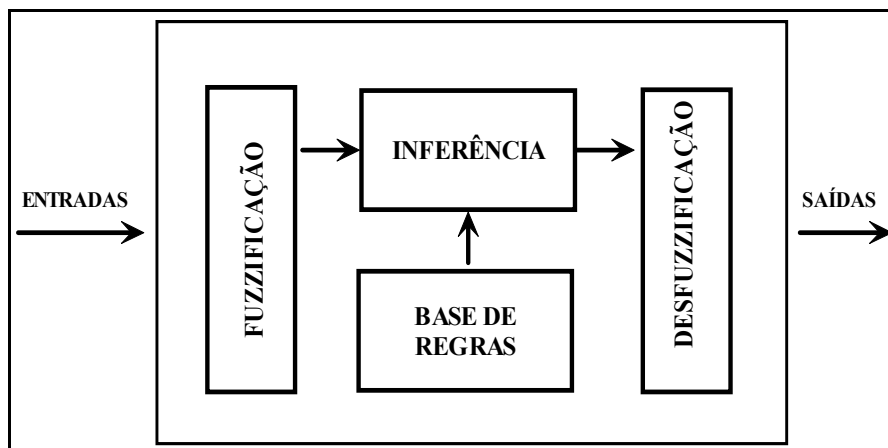 ENTRADAS
FUZZIFICAÇÃO
INFERÊNCIA
BASE DE
REGRAS
DESFUZZIFICAÇÃO
SAÍDAS